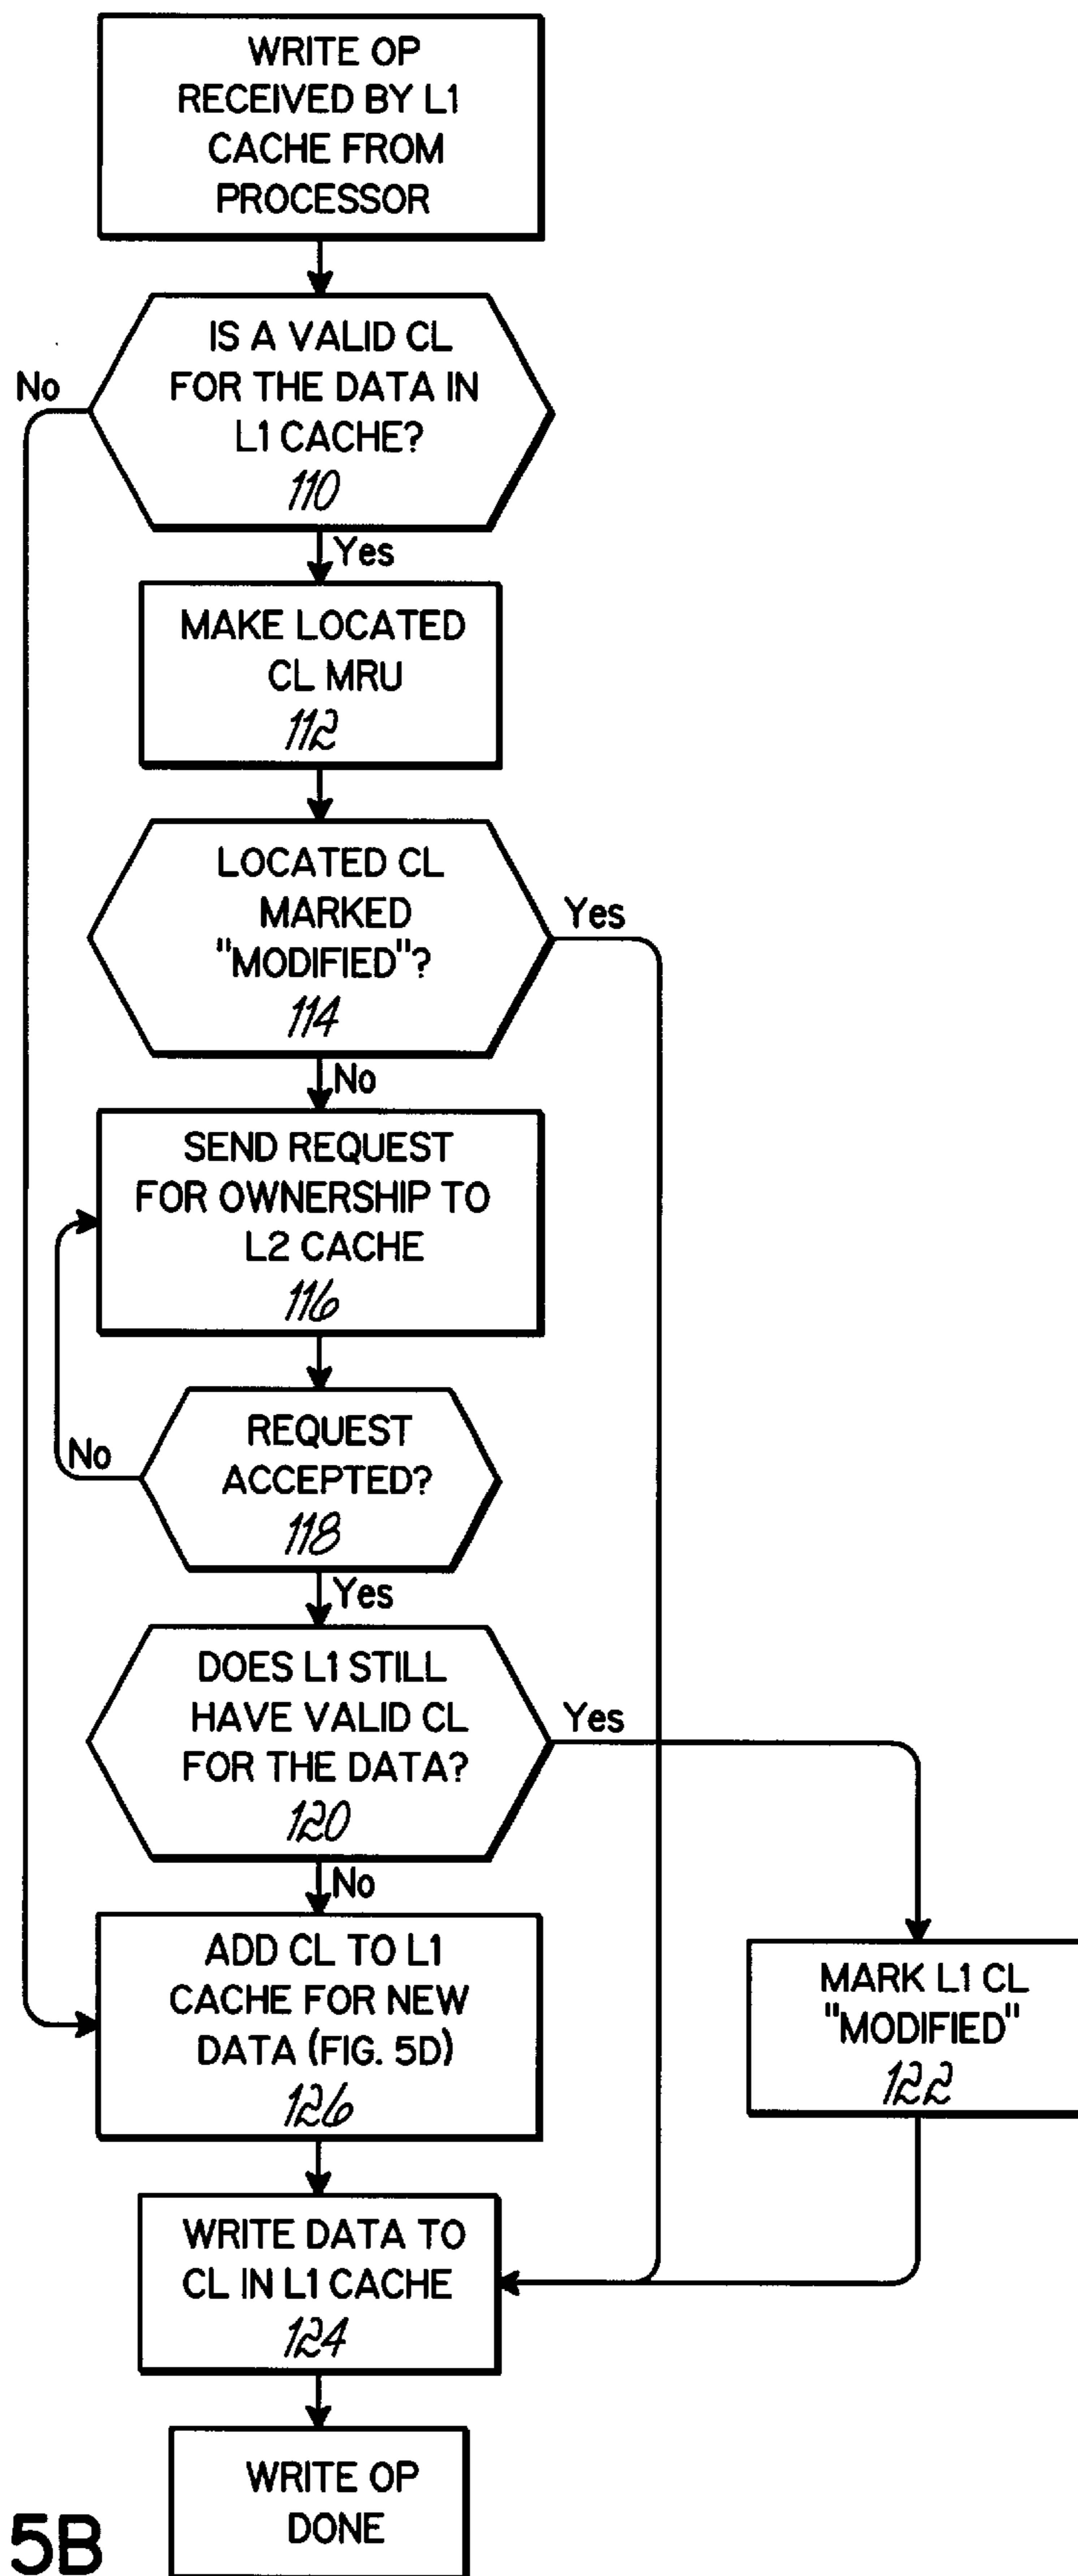 WRITE OP
RECEIVED BY L1
CACHE FROM
PROCESSOR
IS A VALID CL
FOR THE DATA IN
L1 CACHE?
110
No
Yes
MAKE LOCATED
CL MRU
112
LOCATED CL
MARKED
"MODIFIED"?
114
Yes
No
SEND REQUEST
FOR OWNERSHIP TO
L2 CACHE
116
REQUEST
ACCEPTED?
118
No
Yes
DOES L1 STILL
HAVE VALID CL
FOR THE DATA?
120
Yes
No
ADD CL TO L1
CACHE FOR NEW
DATA (FIG. 5D)
126
MARK L1 CL
"MODIFIED"
122
WRITE DATA TO
CL IN L1 CACHE
124
WRITE OP
DONE
5B